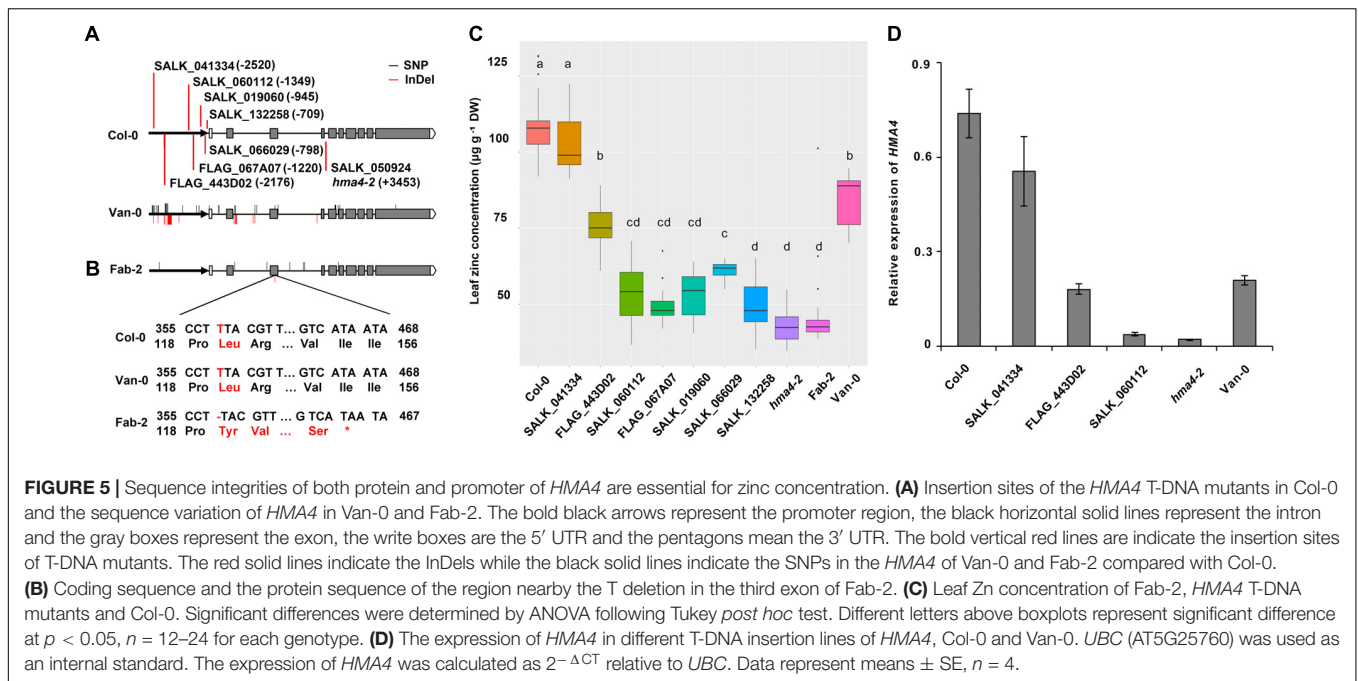 A
SALK_041334 (-2520)
SALK_060112 (-1349)
SALK_019060 (-945)
SALK_132258 (-709)
SNP
InDel
Col-0
SALK_066029 (-798)
FLAG_067A07 (-1220)
FLAG_443D02 (-2176)
SALK_050924
hma4-2 (+3453)
Van-0
B
Fab-2
355 CCT TTA CGT T... GTC ATA ATA 468
Col-0
118 Pro Leu Arg ... Val Ile Ile 156
355 CCT TTA CGT T... GTC ATA ATA 468
Van-0
118 Pro Leu Arg ... Val Ile Ile 156
355 CCT -TAC GTT ... G TCA TAA TA 467
Fab-2
118 Pro Tyr Val ... Ser * 
C
Leaf zinc concentration (µg g⁻¹ DW)
125
100
75
50
a
a
b
cd
cd
cd
c
d
d
d
b
Col-0
SALK_041334
FLAG_443D02
SALK_060112
FLAG_067A07
SALK_019060
SALK_066029
SALK_132258
hma4-2
Fab-2
Van-0
D
Relative expression of HMA4
0.9
0.6
0.3
0
Col-0
SALK_041334
FLAG_443D02
SALK_060112
hma4-2
Van-0
FIGURE 5 | Sequence integrities of both protein and promoter of HMA4 are essential for zinc concentration. (A) Insertion sites of the HMA4 T-DNA mutants in Col-0
and the sequence variation of HMA4 in Van-0 and Fab-2. The bold black arrows represent the promoter region, the black horizontal solid lines represent the intron
and the gray boxes represent the exon, the write boxes are the 5′ UTR and the pentagons mean the 3′ UTR. The bold vertical red lines are indicate the insertion sites
of T-DNA mutants. The red solid lines indicate the InDels while the black solid lines indicate the SNPs in the HMA4 of Van-0 and Fab-2 compared with Col-0.
(B) Coding sequence and the protein sequence of the region nearby the T deletion in the third exon of Fab-2. (C) Leaf Zn concentration of Fab-2, HMA4 T-DNA
mutants and Col-0. Significant differences were determined by ANOVA following Tukey post hoc test. Different letters above boxplots represent significant difference
at p < 0.05, n = 12–24 for each genotype. (D) The expression of HMA4 in different T-DNA insertion lines of HMA4, Col-0 and Van-0. UBC (AT5G25760) was used as
an internal standard. The expression of HMA4 was calculated as 2^−ΔCT relative to UBC. Data represent means ± SE, n = 4.